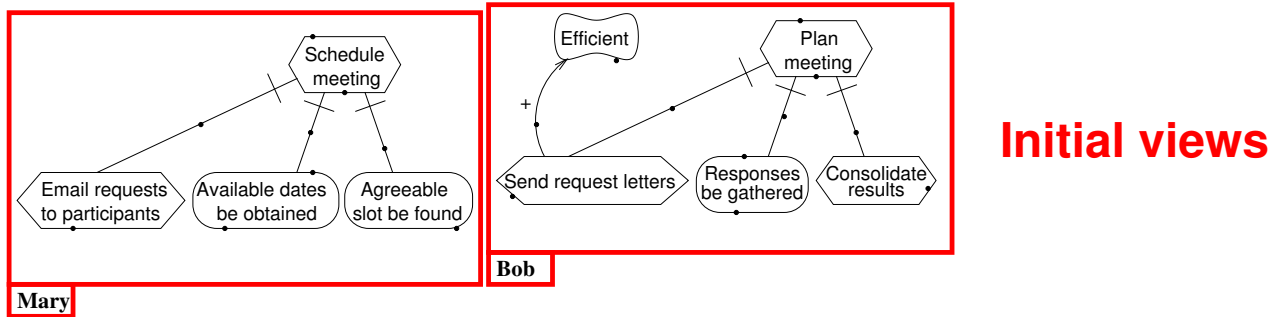 Schedule
meeting
Email requests
to participants
Available dates
be obtained
Agreeable
slot be found
Mary
Efficient
Plan
meeting
+
Send request letters
Responses
be gathered
Consolidate
results
Bob
Initial views